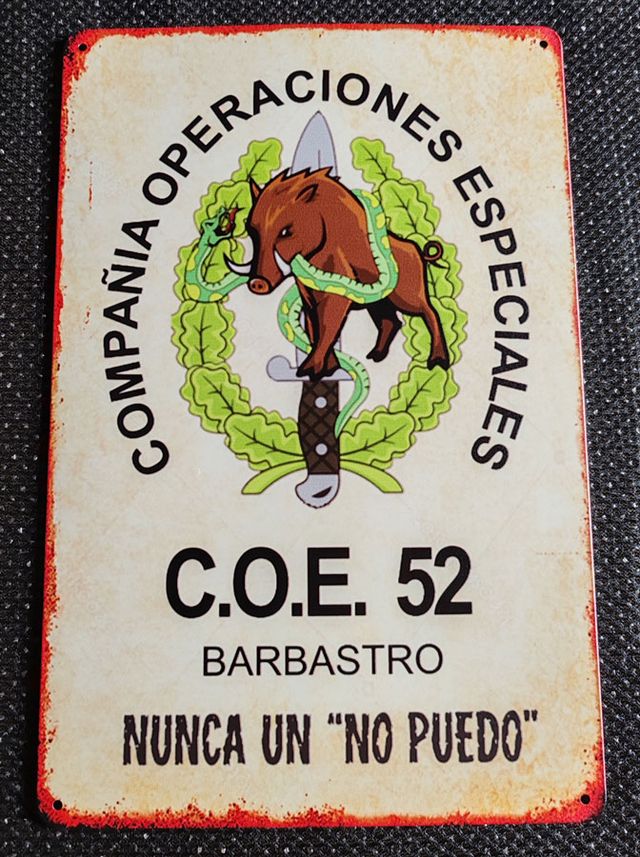 COMPAÑIA OPERACIONES ESPECIALES
C.O.E. 52
BARBASTRO
NUNCA UN "NO PUEDO"